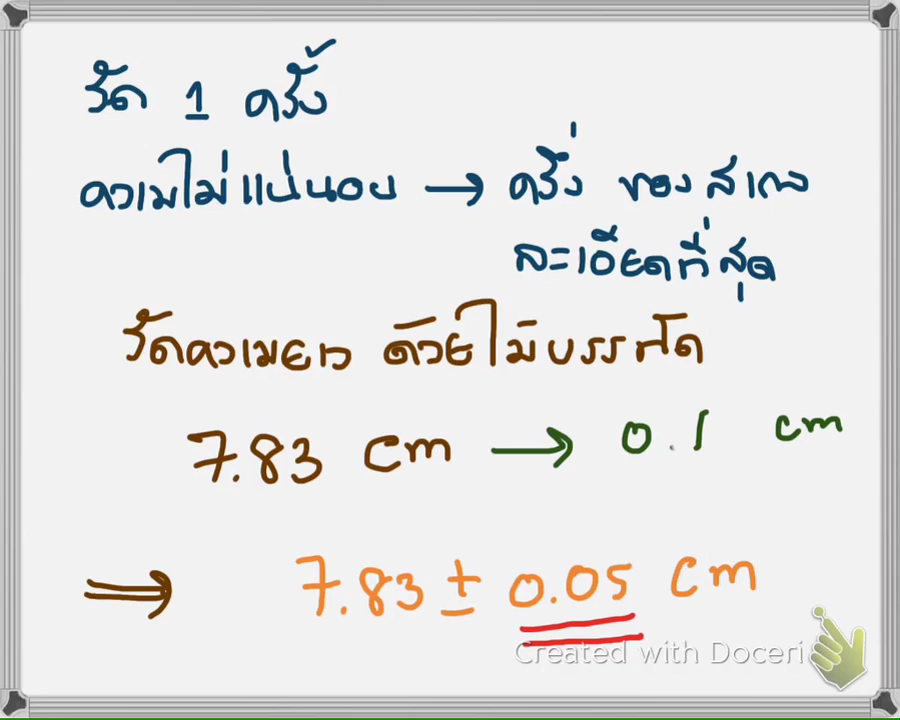 วัด 1 ครั้ง
ความไม่แน่นอน → ครึ่ง ของสเกล
ละเอียดที่สุด
วัดความยาว ด้วยไม้บรรทัด
7.83 cm → 0.1 cm
⇒ 7.83 ± 0.05 cm
Created with Doceri